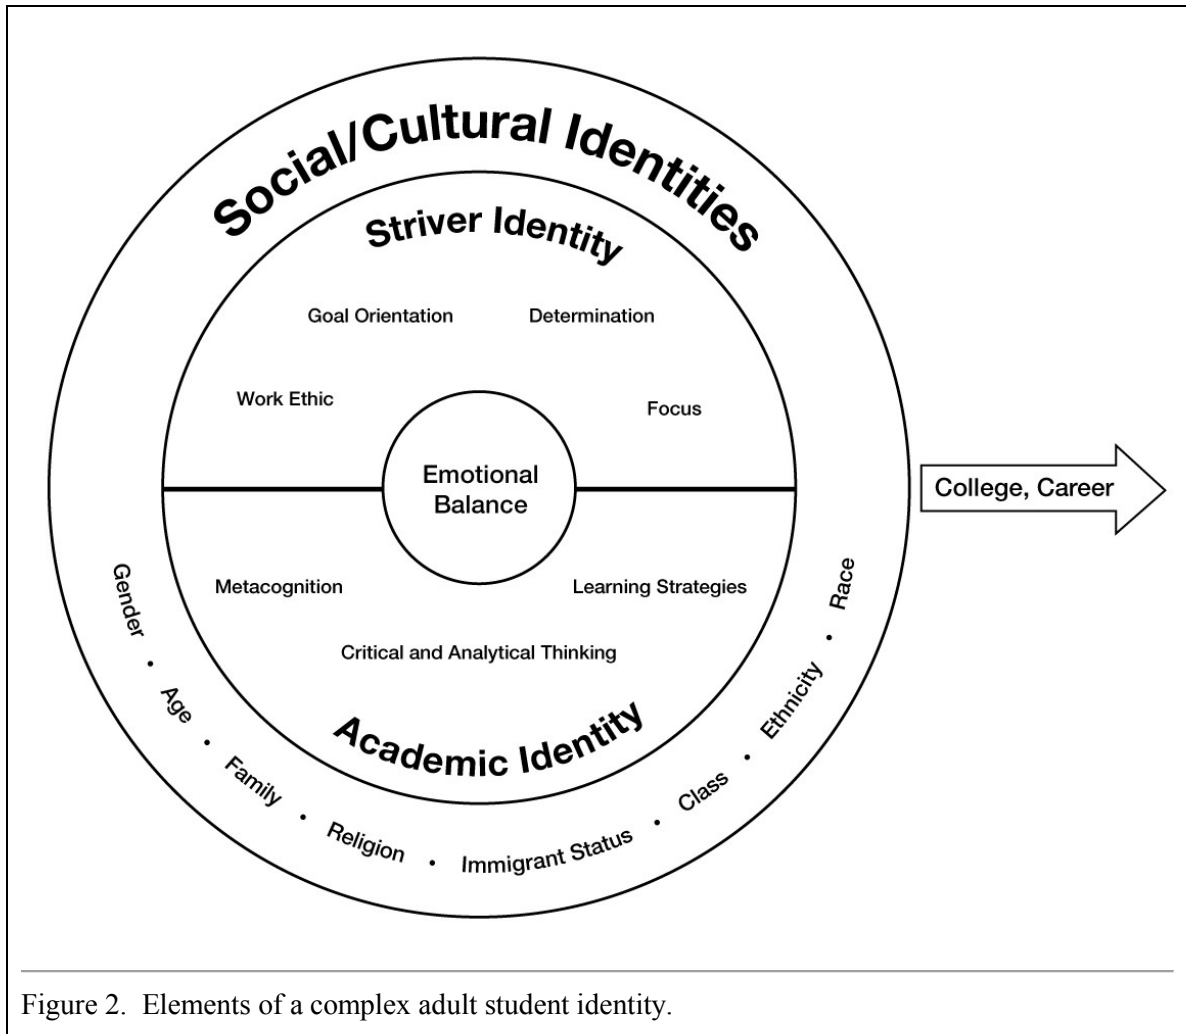 Social/Cultural Identities
Striver Identity
Goal Orientation
Determination
Work Ethic
Focus
Emotional
Balance
College, Career
Metacognition
Learning Strategies
Critical and Analytical Thinking
Academic Identity
Gender • Age • Family • Religion • Immigrant Status • Class • Ethnicity • Race
Figure 2.  Elements of a complex adult student identity.